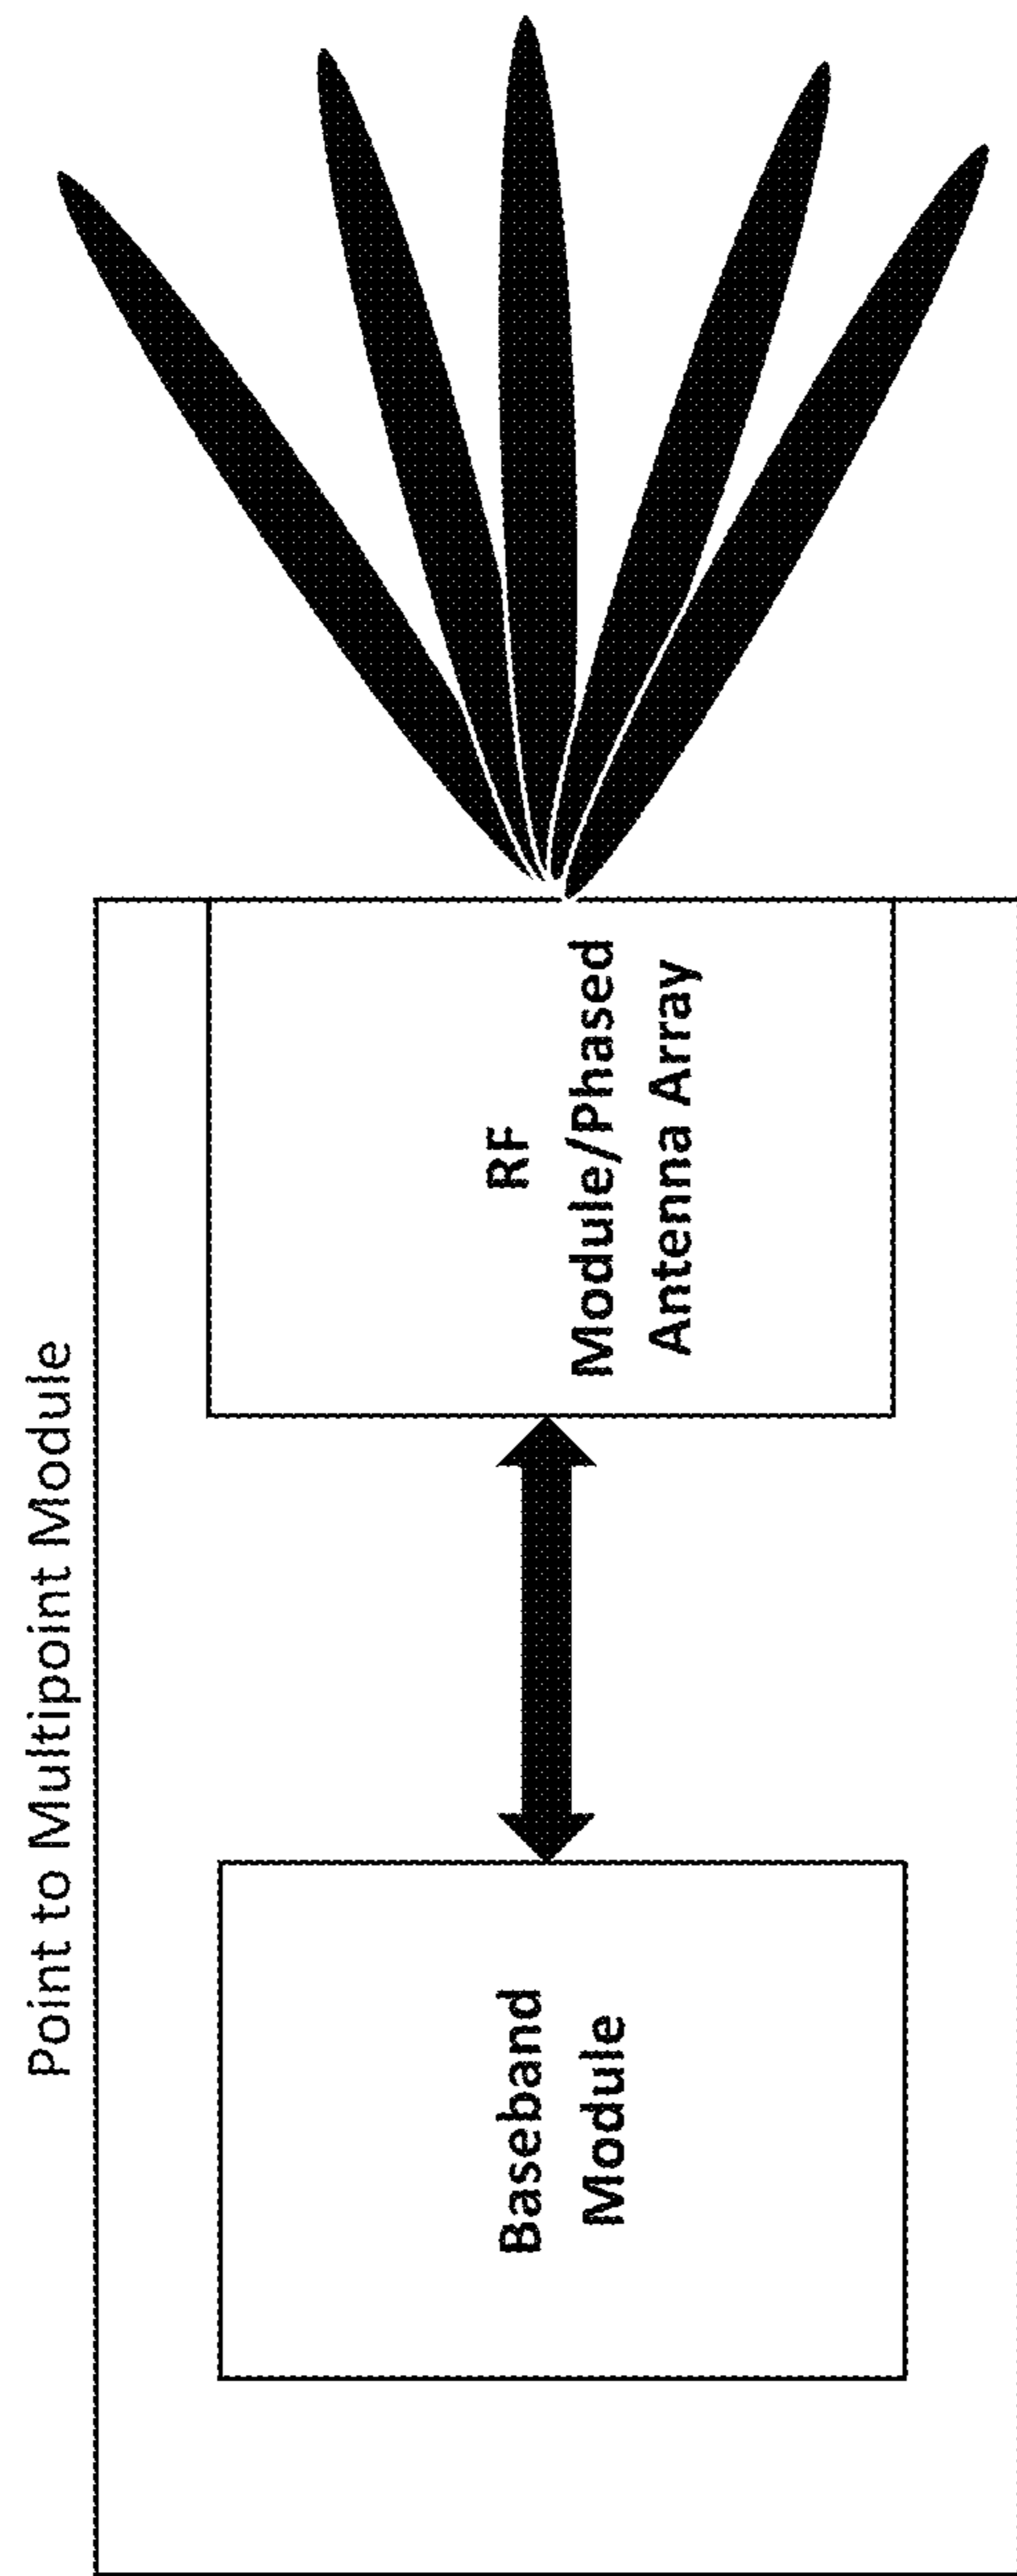 Point to Multipoint Module
Baseband
Module
RF
Module/Phased
Antenna Array